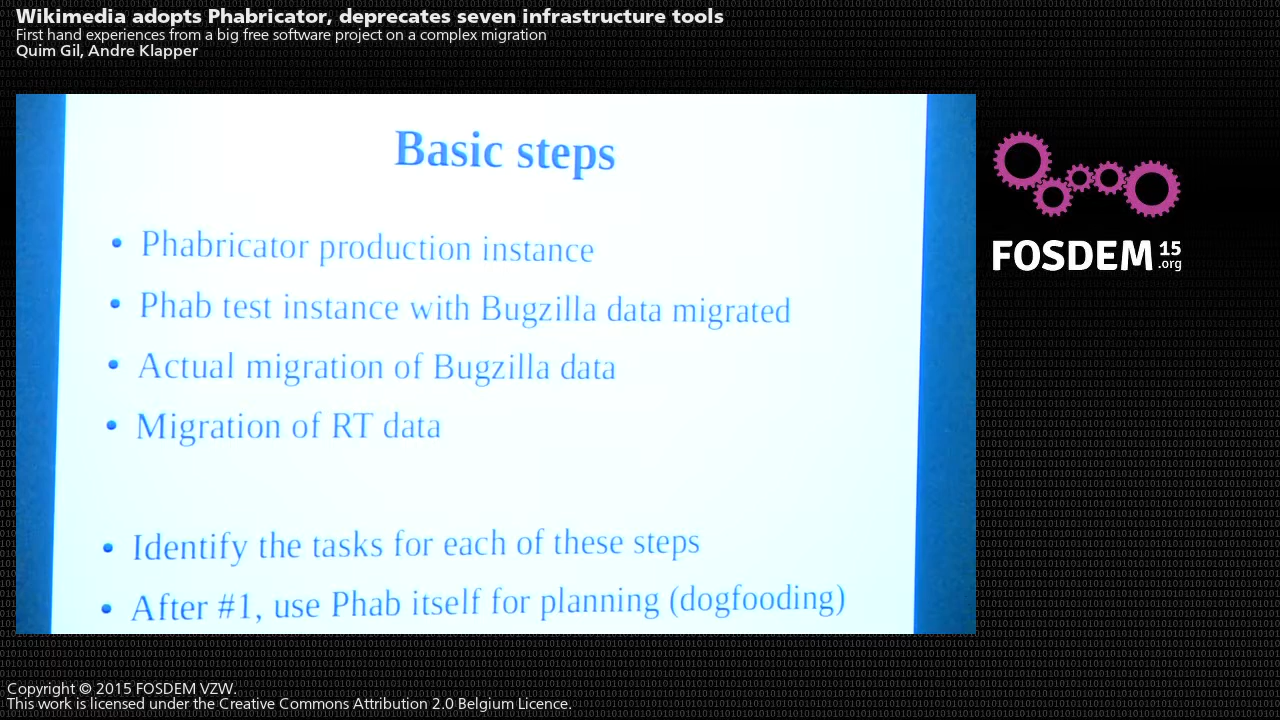 Wikimedia adopts Phabricator, deprecates seven infrastructure tools
First hand experiences from a big free software project on a complex migration
Quim Gil, Andre Klapper
Basic steps
• Phabricator production instance
• Phab test instance with Bugzilla data migrated
• Actual migration of Bugzilla data
• Migration of RT data
• Identify the tasks for each of these steps
• After #1, use Phab itself for planning (dogfooding)
FOSDEM 15
.org
Copyright © 2015 FOSDEM VZW.
This work is licensed under the Creative Commons Attribution 2.0 Belgium Licence.